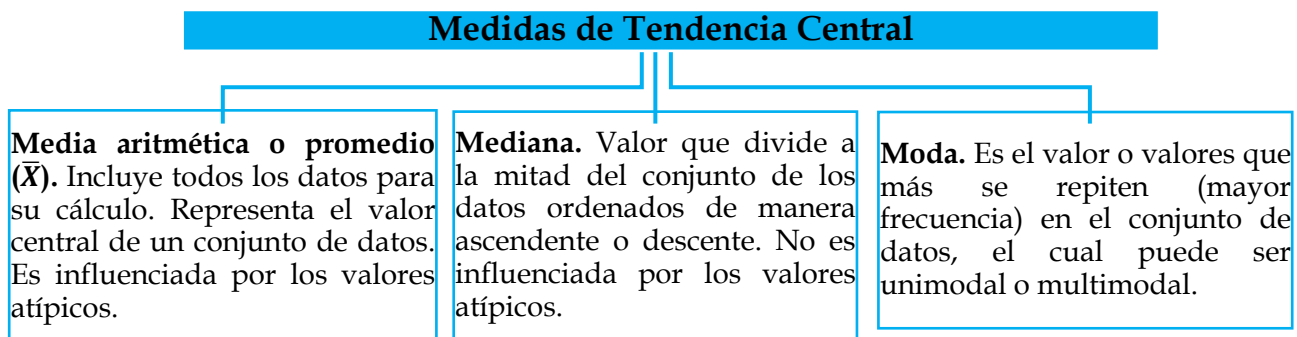 Medidas de Tendencia Central
Media aritmética o promedio
(X̅). Incluye todos los datos para
su cálculo. Representa el valor
central de un conjunto de datos.
Es influenciada por los valores
atípicos.
Mediana. Valor que divide a
la mitad del conjunto de los
datos ordenados de manera
ascendente o descente. No es
influenciada por los valores
atípicos.
Moda. Es el valor o valores que
más se repiten (mayor
frecuencia) en el conjunto de
datos, el cual puede ser
unimodal o multimodal.